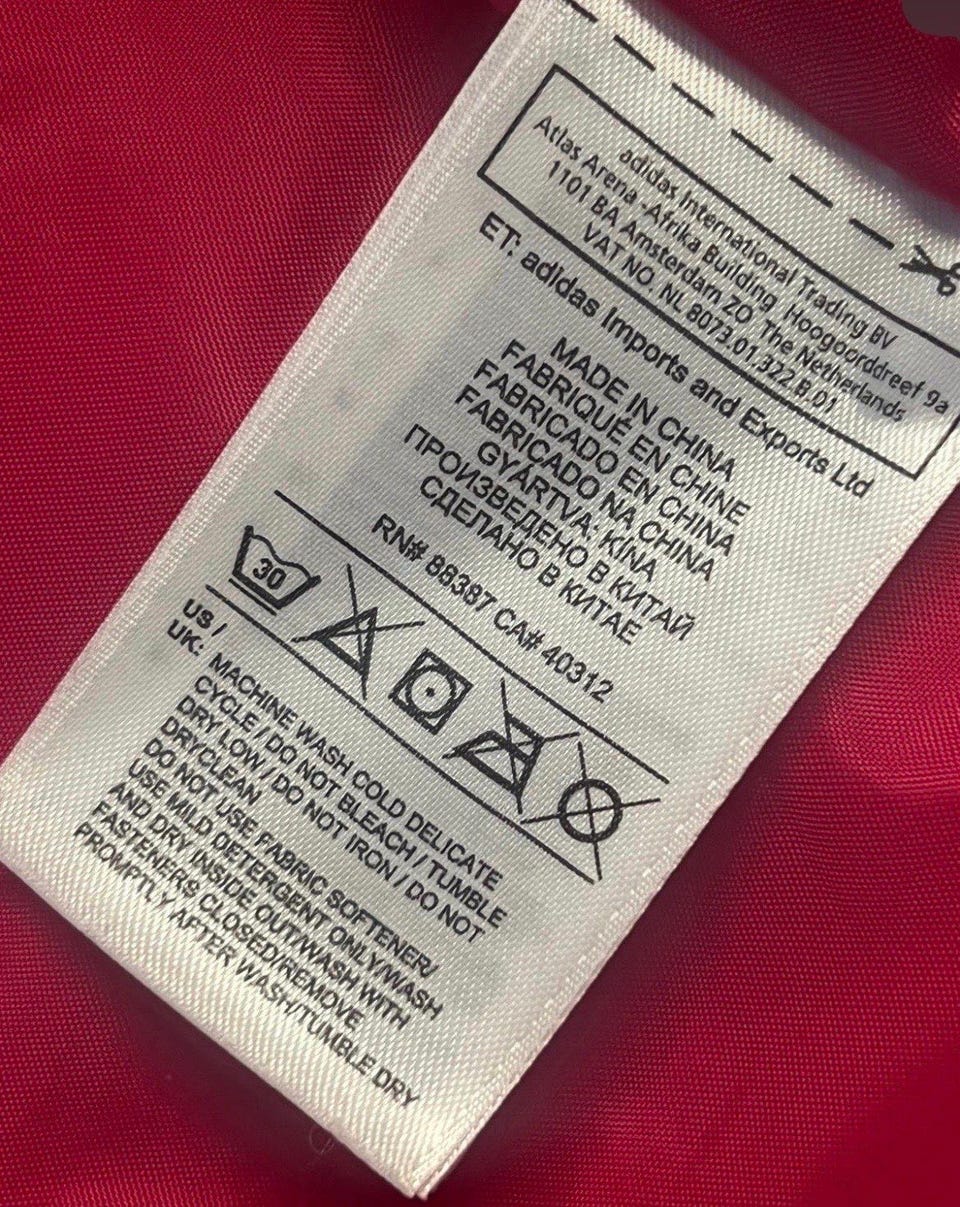 adidas International Trading BV
Atlas Arena -Afrika Building, Hoogoorddreef 9a
1101 BA Amsterdam ZO The Netherlands
VAT NO. NL 8073.01.322 B.01
ET: adidas Imports and Exports Ltd
MADE IN CHINA
FABRIQUÉ EN CHINE
FABRICADO EN CHINA
FABRICADO NA CHINA
GYÁRTVA: KÍNA
ПРОИЗВЕДЕНО В КИТАЙ
СДЕЛАНО В КИТАЕ
RN# 88387 CA# 40312
30
US /
UK: MACHINE WASH COLD DELICATE
CYCLE / DO NOT BLEACH / TUMBLE
DRY LOW / DO NOT IRON / DO NOT
DRYCLEAN
DO NOT USE FABRIC SOFTENER/
USE MILD DETERGENT ONLY/WASH
AND DRY INSIDE OUT/WASH WITH
FASTENERS CLOSED/REMOVE
PROMPTLY AFTER WASH/TUMBLE DRY